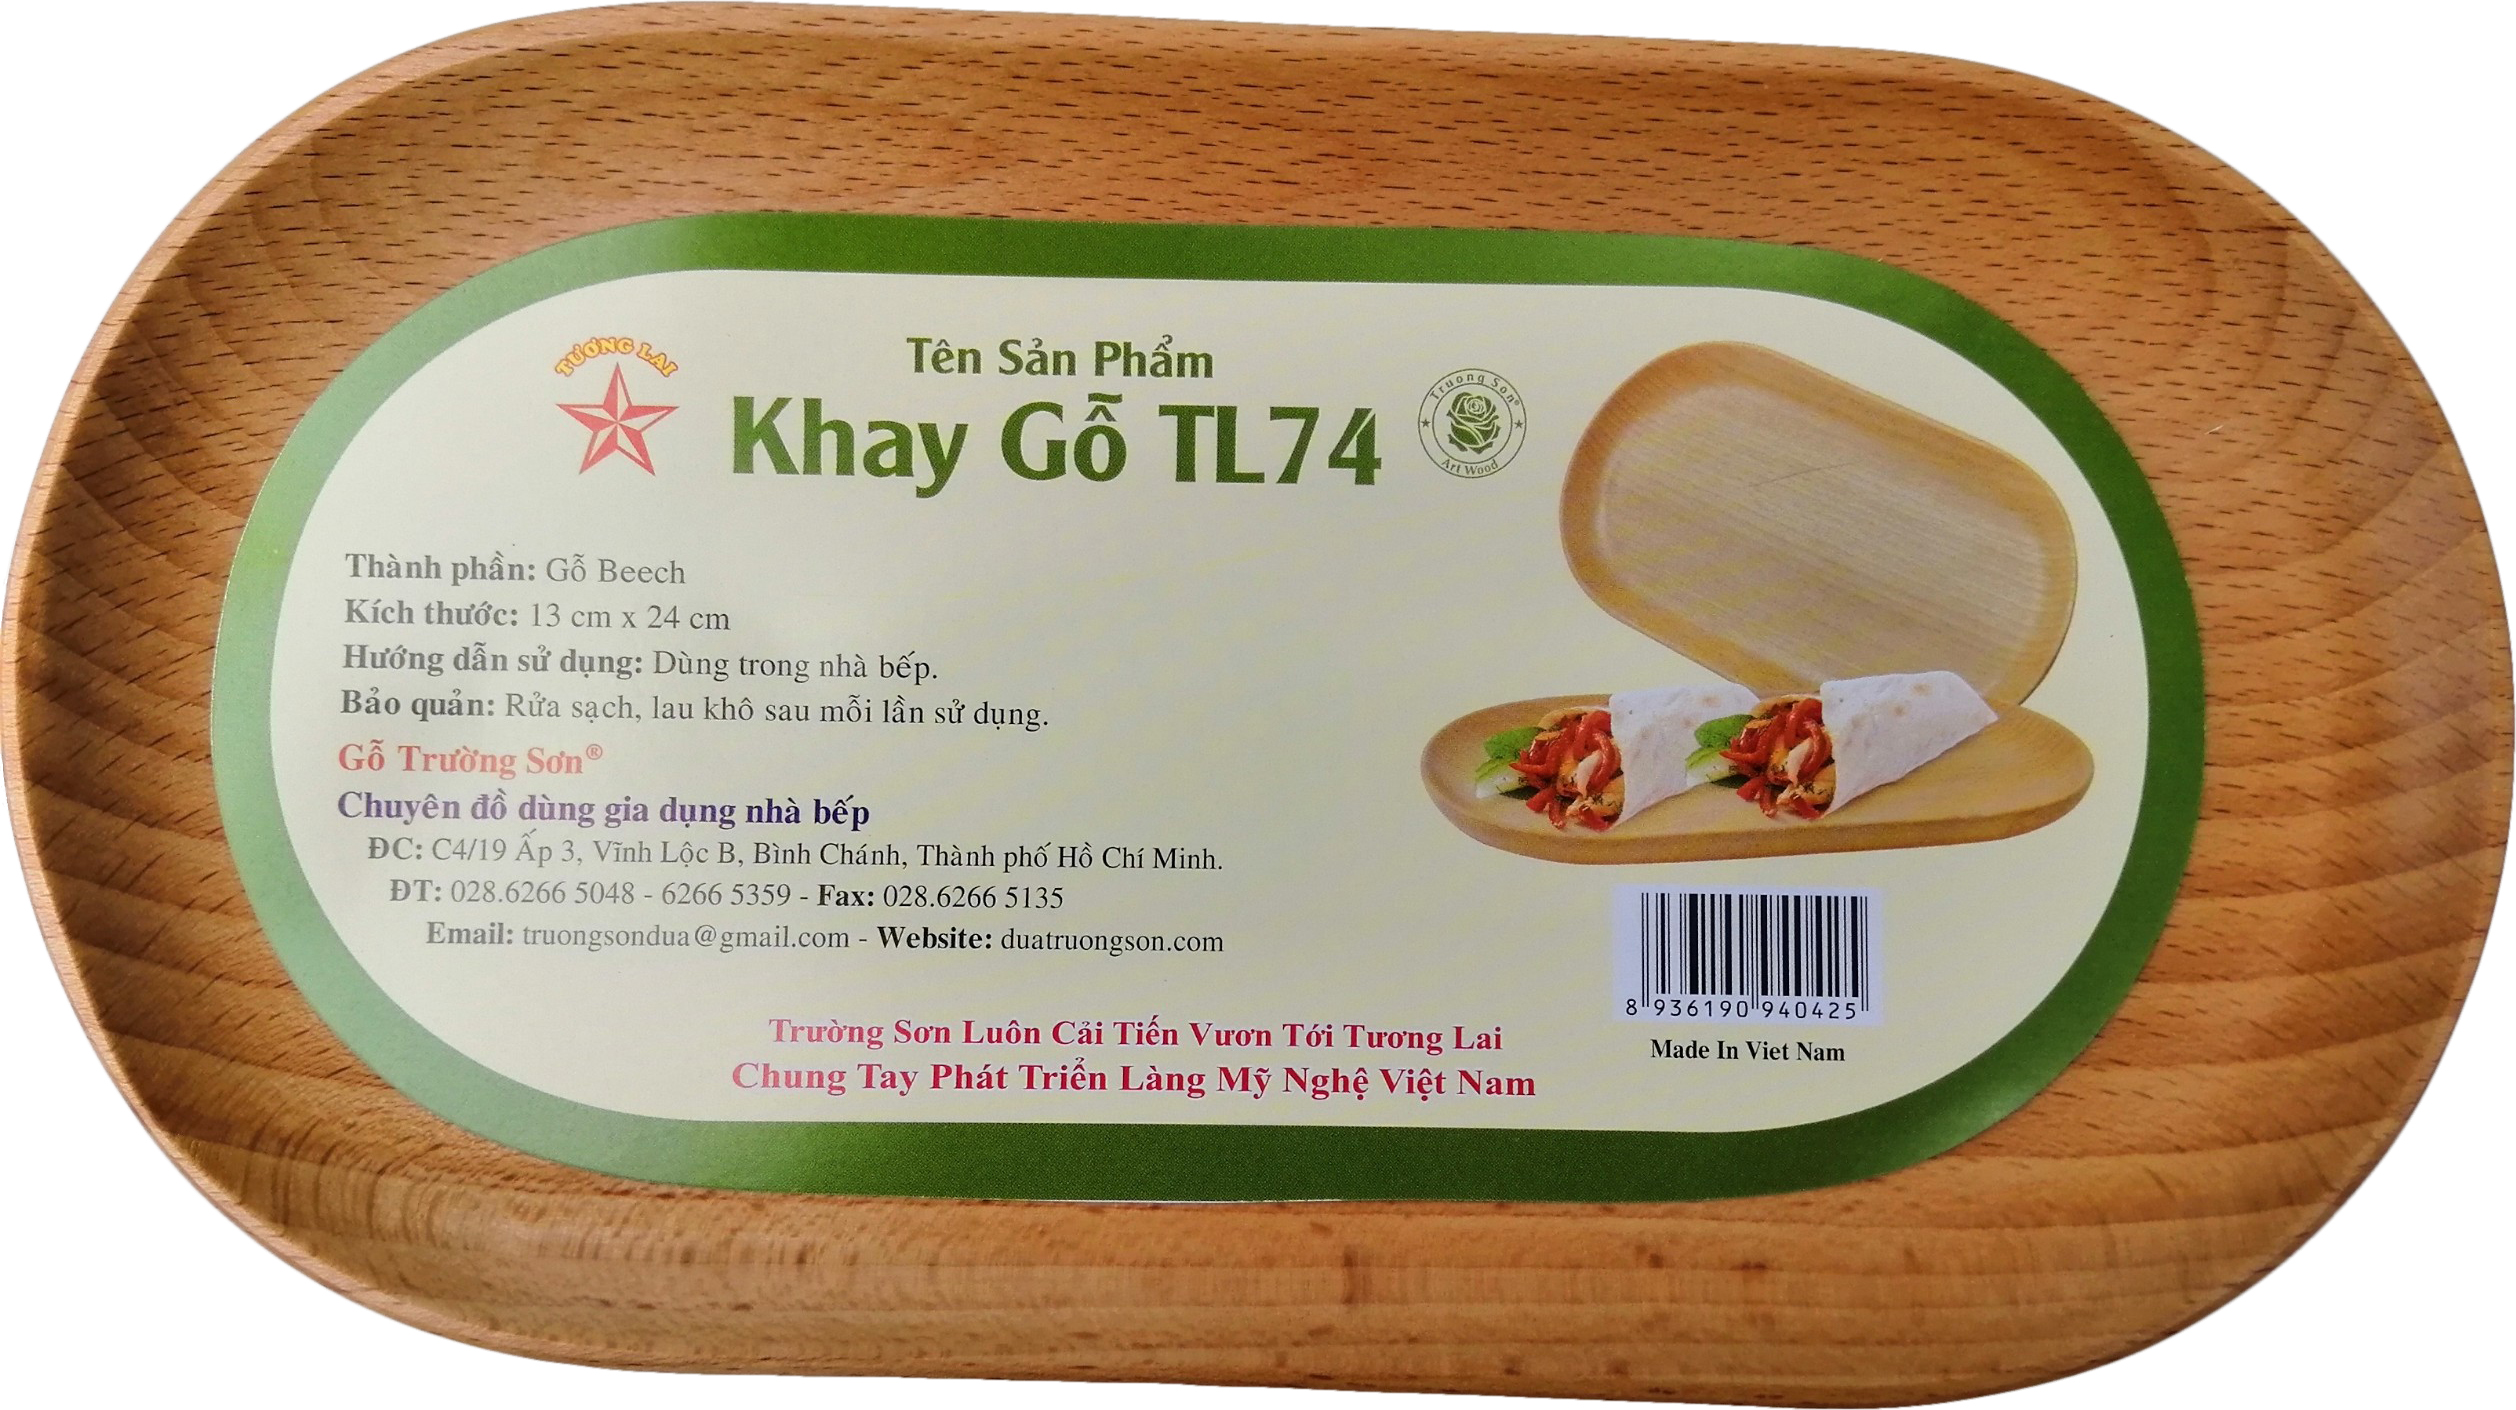 TƯƠNG LAI
Tên Sản Phẩm
Khay Gỗ TL74
Truong Son®
Art Wood
Thành phần: Gỗ Beech
Kích thước: 13 cm x 24 cm
Hướng dẫn sử dụng: Dùng trong nhà bếp.
Bảo quản: Rửa sạch, lau khô sau mỗi lần sử dụng.
Gỗ Trường Sơn®
Chuyên đồ dùng gia dụng nhà bếp
ĐC: C4/19 Ấp 3, Vĩnh Lộc B, Bình Chánh, Thành phố Hồ Chí Minh.
ĐT: 028.6266 5048 - 6266 5359 - Fax: 028.6266 5135
Email: truongsondua@gmail.com - Website: duatruongson.com
Trường Sơn Luôn Cải Tiến Vươn Tới Tương Lai
Chung Tay Phát Triển Làng Mỹ Nghệ Việt Nam
8 936190 940425
Made In Viet Nam